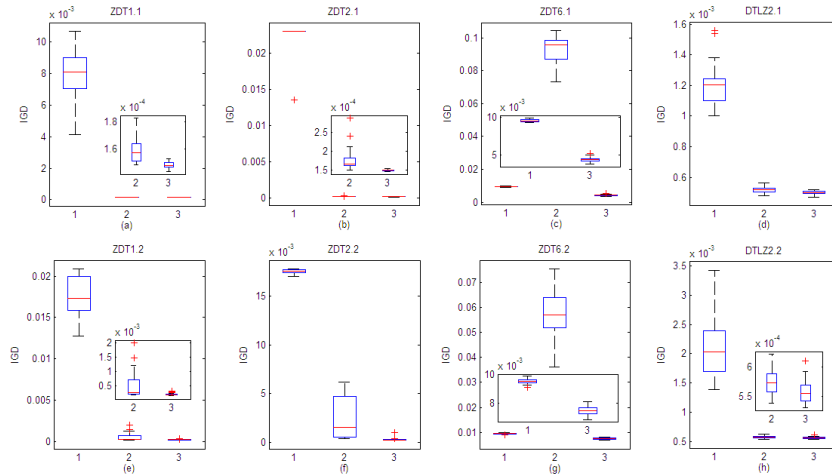 ZDT1.1
x 10⁻³
IGD
10
8
6
4
2
0
x 10⁻⁴
1.8
1.6
2 3
1 2 3
(a)
ZDT2.1
IGD
0.02
0.015
0.01
0.005
0
x 10⁻⁴
2.5
2
1.5
2 3
1 2 3
(b)
ZDT6.1
IGD
0.1
0.08
0.06
0.04
0.02
0
x 10⁻³
10
5
1 3
1 2 3
(c)
DTLZ2.1
x 10⁻³
IGD
1.6
1.4
1.2
1
0.8
0.6
1 2 3
(d)
ZDT1.2
IGD
0.02
0.015
0.01
0.005
0
x 10⁻³
2
1.5
1
0.5
2 3
1 2 3
(e)
ZDT2.2
x 10⁻³
IGD
15
10
5
0
1 2 3
(f)
ZDT6.2
IGD
0.07
0.06
0.05
0.04
0.03
0.02
0.01
x 10⁻³
10
8
1 3
1 2 3
(g)
DTLZ2.2
x 10⁻³
IGD
3.5
3
2.5
2
1.5
1
0.5
x 10⁻⁴
6
5.5
2 3
1 2 3
(h)